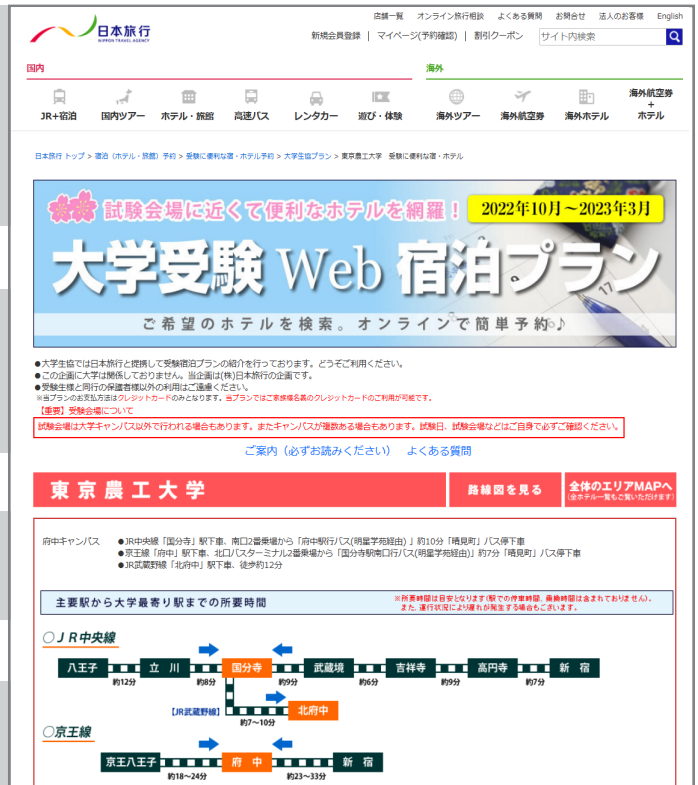 店舗一覧 オンライン旅行相談 よくある質問 お問合せ 法人のお客様 English
日本旅行
NIPPON TRAVEL AGENCY
新規会員登録 | マイページ(予約確認) | 割引クーポン サイト内検索
国内 海外
JR+宿泊 国内ツアー ホテル・旅館 高速バス レンタカー 遊び・体験 海外ツアー 海外航空券 海外ホテル 海外航空券
+
ホテル
日本旅行 トップ > 宿泊（ホテル・旅館）予約 > 受験に便利な宿・ホテル予約 > 大学生協プラン > 東京農工大学 受験に便利な宿・ホテル
試験会場に近くて便利なホテルを網羅！ 2022年10月～2023年3月
大学受験 Web 宿泊プラン
17
ご希望のホテルを検索。オンラインで簡単予約♪
●大学生協では日本旅行と提携して受験宿泊プランの紹介を行っております。どうぞご利用ください。
●この企画に大学は関係しておりません。当企画は(株)日本旅行の企画です。
●受験生様と同行の保護者様以外の利用はご遠慮ください。
※当プランのお支払方法はクレジットカードのみとなります。当プランではご家族様名義のクレジットカードのご利用が可能です。
【重要】受験会場について
試験会場は大学キャンパス以外で行われる場合もあります。またキャンパスが複数ある場合もあります。試験日、試験会場などはご自身で必ずご確認ください。
ご案内（必ずお読みください） よくある質問
東京農工大学 路線図を見る 全体のエリアMAPへ
(全ホテル一覧もご覧いただけます)
府中キャンパス ●JR中央線「国分寺」駅下車、南口2番乗場から「府中駅行バス(明星学苑経由)」約10分「晴見町」バス停下車
●京王線「府中」駅下車、北口バスターミナル2番乗場から「国分寺駅南口行バス(明星学苑経由)」約7分「晴見町」バス停下車
●JR武蔵野線「北府中」駅下車、徒歩約12分
主要駅から大学最寄り駅までの所要時間 ※所要時間は目安となります(駅での停車時間、乗換時間は含まれておりません)。
また、運行状況により遅れが発生する場合もございます。
○ＪＲ中央線
八王子 立川 国分寺 武蔵境 吉祥寺 高円寺 新宿
約12分 約8分 約9分 約6分 約9分 約7分
【JR武蔵野線】 北府中
約7～10分
○京王線
京王八王子 府中 新宿
約18～24分 約23～33分